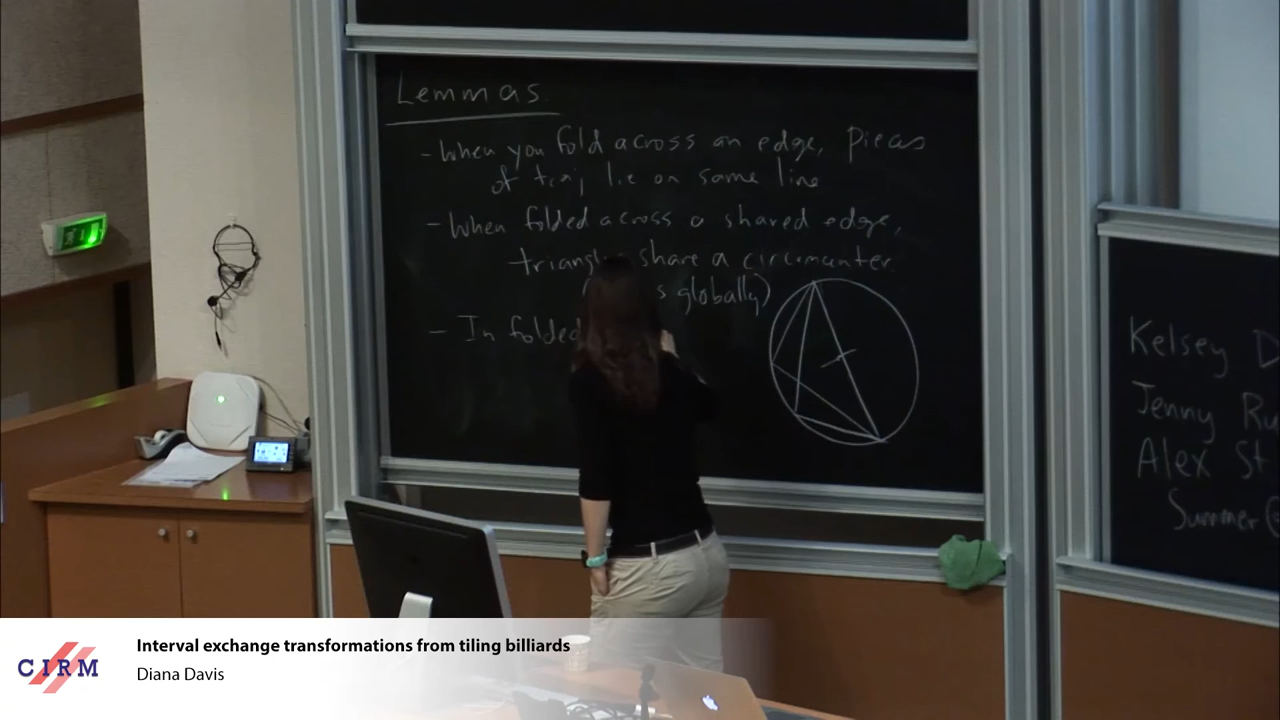 Lemmas.
- When you fold across an edge, pieces
of traj lie on same line
- When folded across a shared edge,
triangles share a circumcenter.
globally)
- In folded
Kelsey D
Jenny Ru
Alex St
Summer@
CIRM
Interval exchange transformations from tiling billiards
Diana Davis